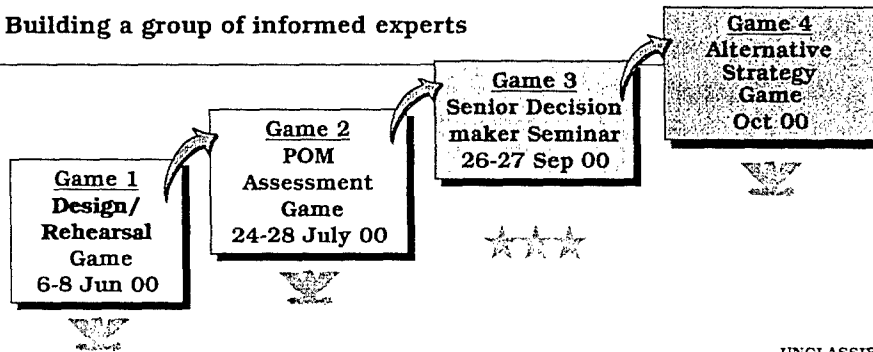 Building a group of informed experts
Game 1
Design/
Rehearsal
Game
6-8 Jun 00
Game 2
POM
Assessment
Game
24-28 July 00
Game 3
Senior Decision
maker Seminar
26-27 Sep 00
Game 4
Alternative
Strategy
Game
Oct 00